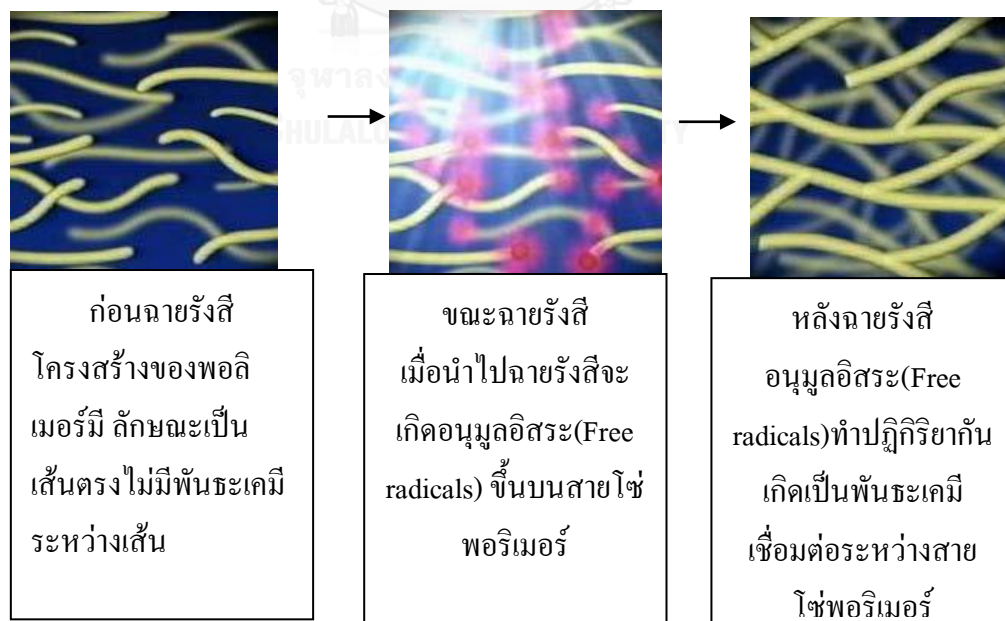 ก่อนฉายรังสี
โครงสร้างของพอลิ
เมอร์มี ลักษณะเป็น
เส้นตรงไม่มีพันธะเคมี
ระหว่างเส้น
ขณะฉายรังสี
เมื่อนำไปฉายรังสีจะ
เกิดอนุมูลอิสระ(Free
radicals) ขึ้นบนสายโซ่
พอริเมอร์
หลังฉายรังสี
อนุมูลอิสระ(Free
radicals)ทำปฏิกิริยากัน
เกิดเป็นพันธะเคมี
เชื่อมต่อระหว่างสาย
โซ่พอริเมอร์